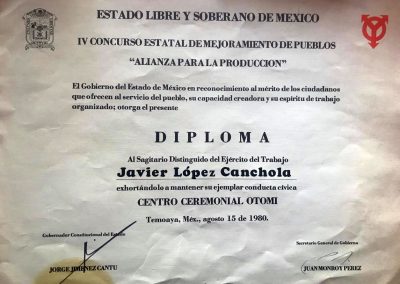 ESTADO LIBRE Y SOBERANO DE MEXICO
IV CONCURSO ESTATAL DE MEJORAMIENTO DE PUEBLOS
“ALIANZA PARA LA PRODUCCION”
El Gobierno del Estado de México en reconocimiento al mérito de los ciudadanos
que ofrecen al servicio del pueblo, su capacidad creadora y su espíritu de trabajo
organizado; otorga el presente
DIPLOMA
Al Sagitario Distinguido del Ejército del Trabajo
Javier López Canchola
exhortándolo a mantener su ejemplar conducta cívica
CENTRO CEREMONIAL OTOMI
Temoaya, Méx., agosto 15 de 1980.
Gobernador Constitucional del Estado
JORGE JIMENEZ CANTU
Secretario General de Gobierno
JUAN MONROY PEREZ